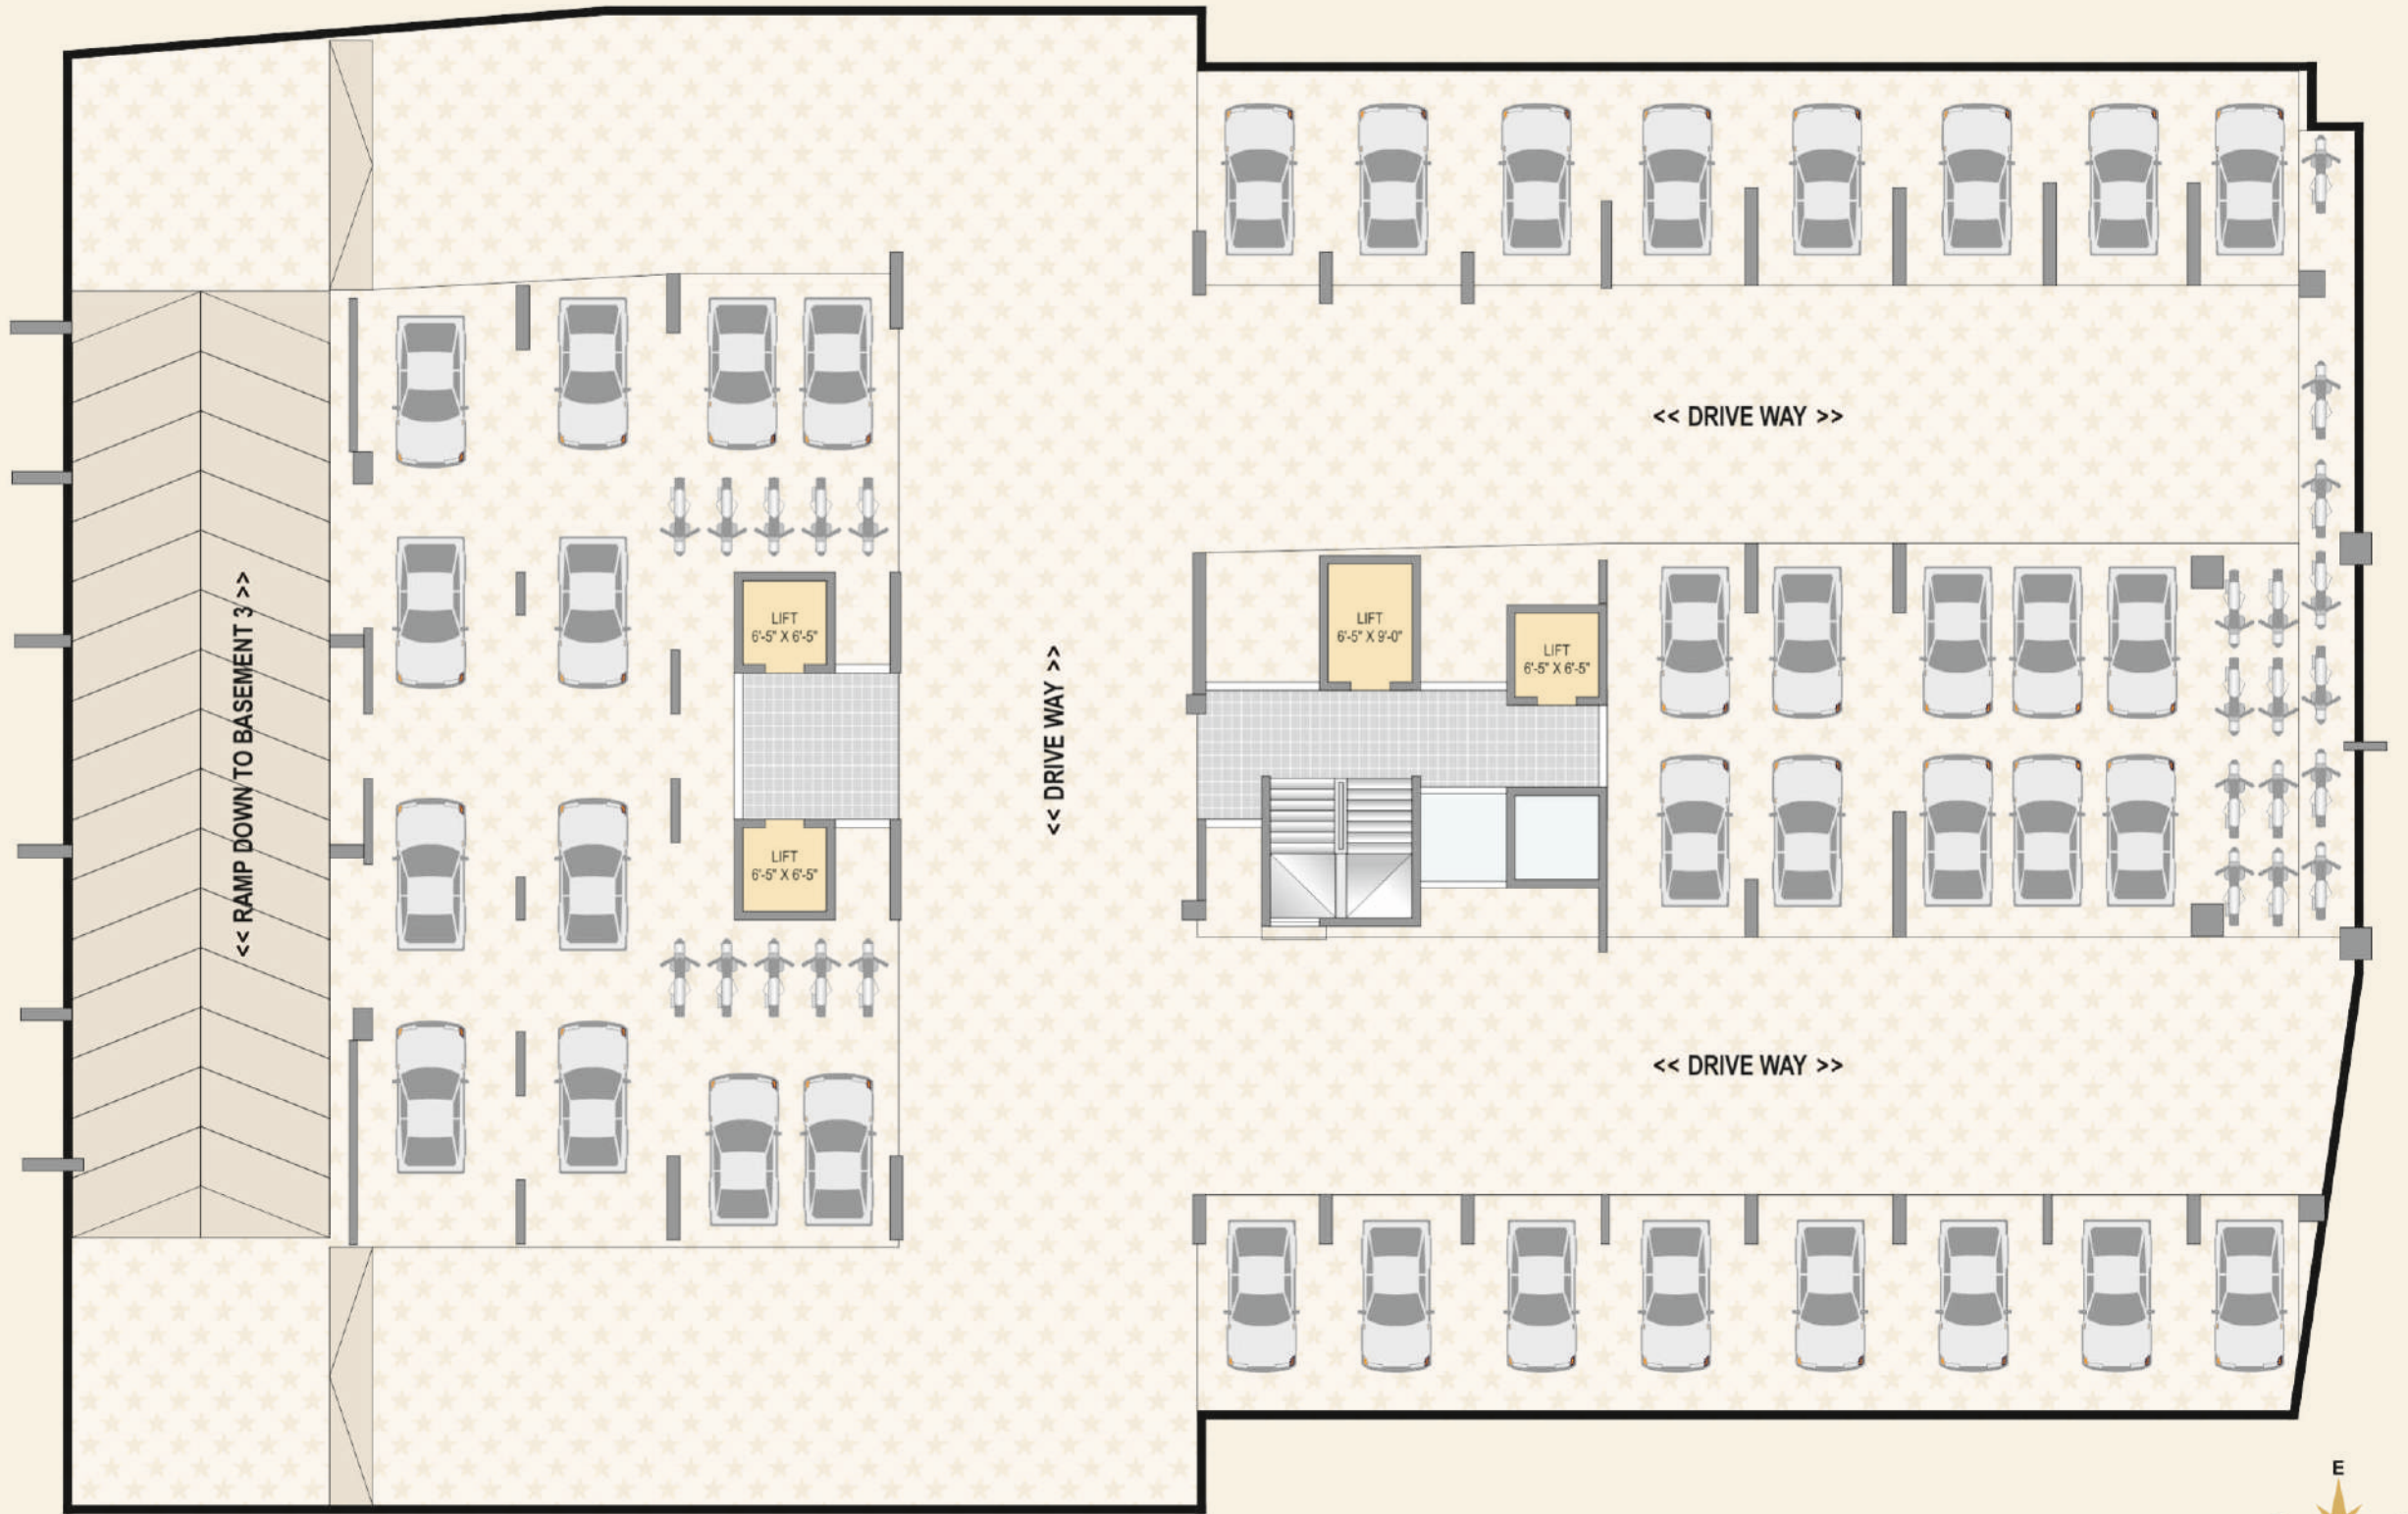 << DRIVE WAY >>
LIFT
6'-5" X 6'-5"
LIFT
6'-5" X 9'-0"
LIFT
6'-5" X 6'-5"
<< RAMP DOWN TO BASEMENT 3 >>
<< DRIVE WAY >>
LIFT
6'-5" X 6'-5"
<< DRIVE WAY >>
E